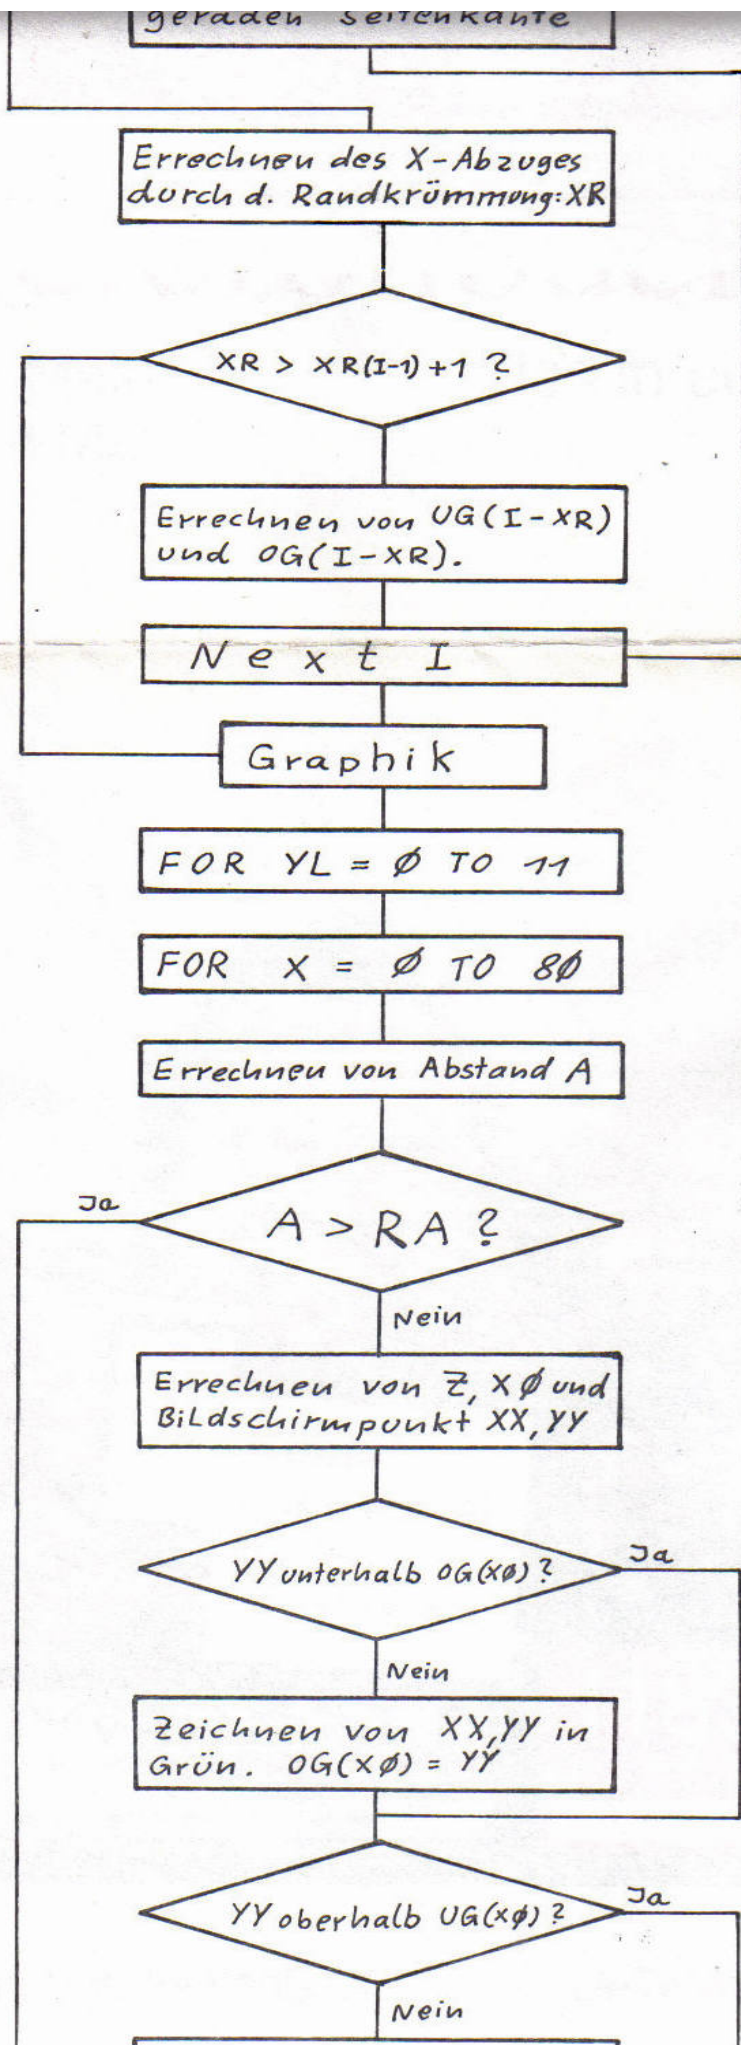 geraden Seitenkante
Errechnen des X-Abzuges
durch d. Randkrümmung: XR
XR > XR(I-1)+1 ?
Errechnen von UG(I-XR)
und OG(I-XR).
Next I
Graphik
FOR YL = Ø TO 11
FOR X = Ø TO 8Ø
Errechnen von Abstand A
Ja
A > RA ?
Nein
Errechnen von Z, XØ und
Bildschirmpunkt XX, YY
YY unterhalb OG(XØ) ?
Ja
Nein
Zeichnen von XX,YY in
Grün. OG(XØ) = YY
YY oberhalb UG(XØ) ?
Ja
Nein